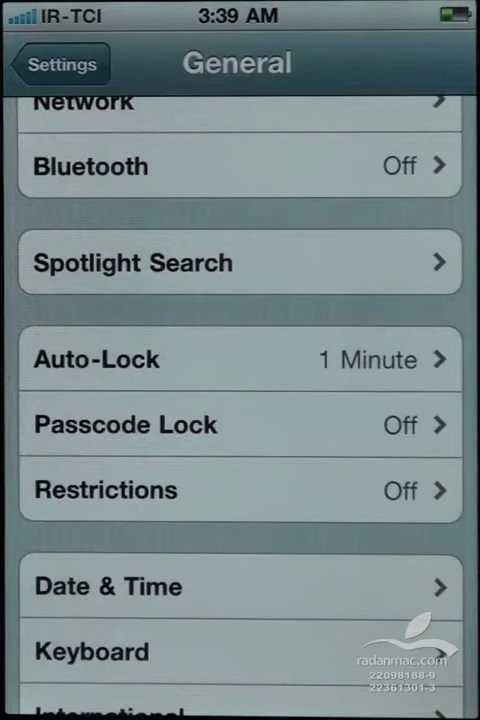 IR-TCI 3:39 AM
Settings General
Network
Bluetooth Off
Spotlight Search
Auto-Lock 1 Minute
Passcode Lock Off
Restrictions Off
Date & Time
Keyboard
International
radanmac.com
22098188-9
22361301-3